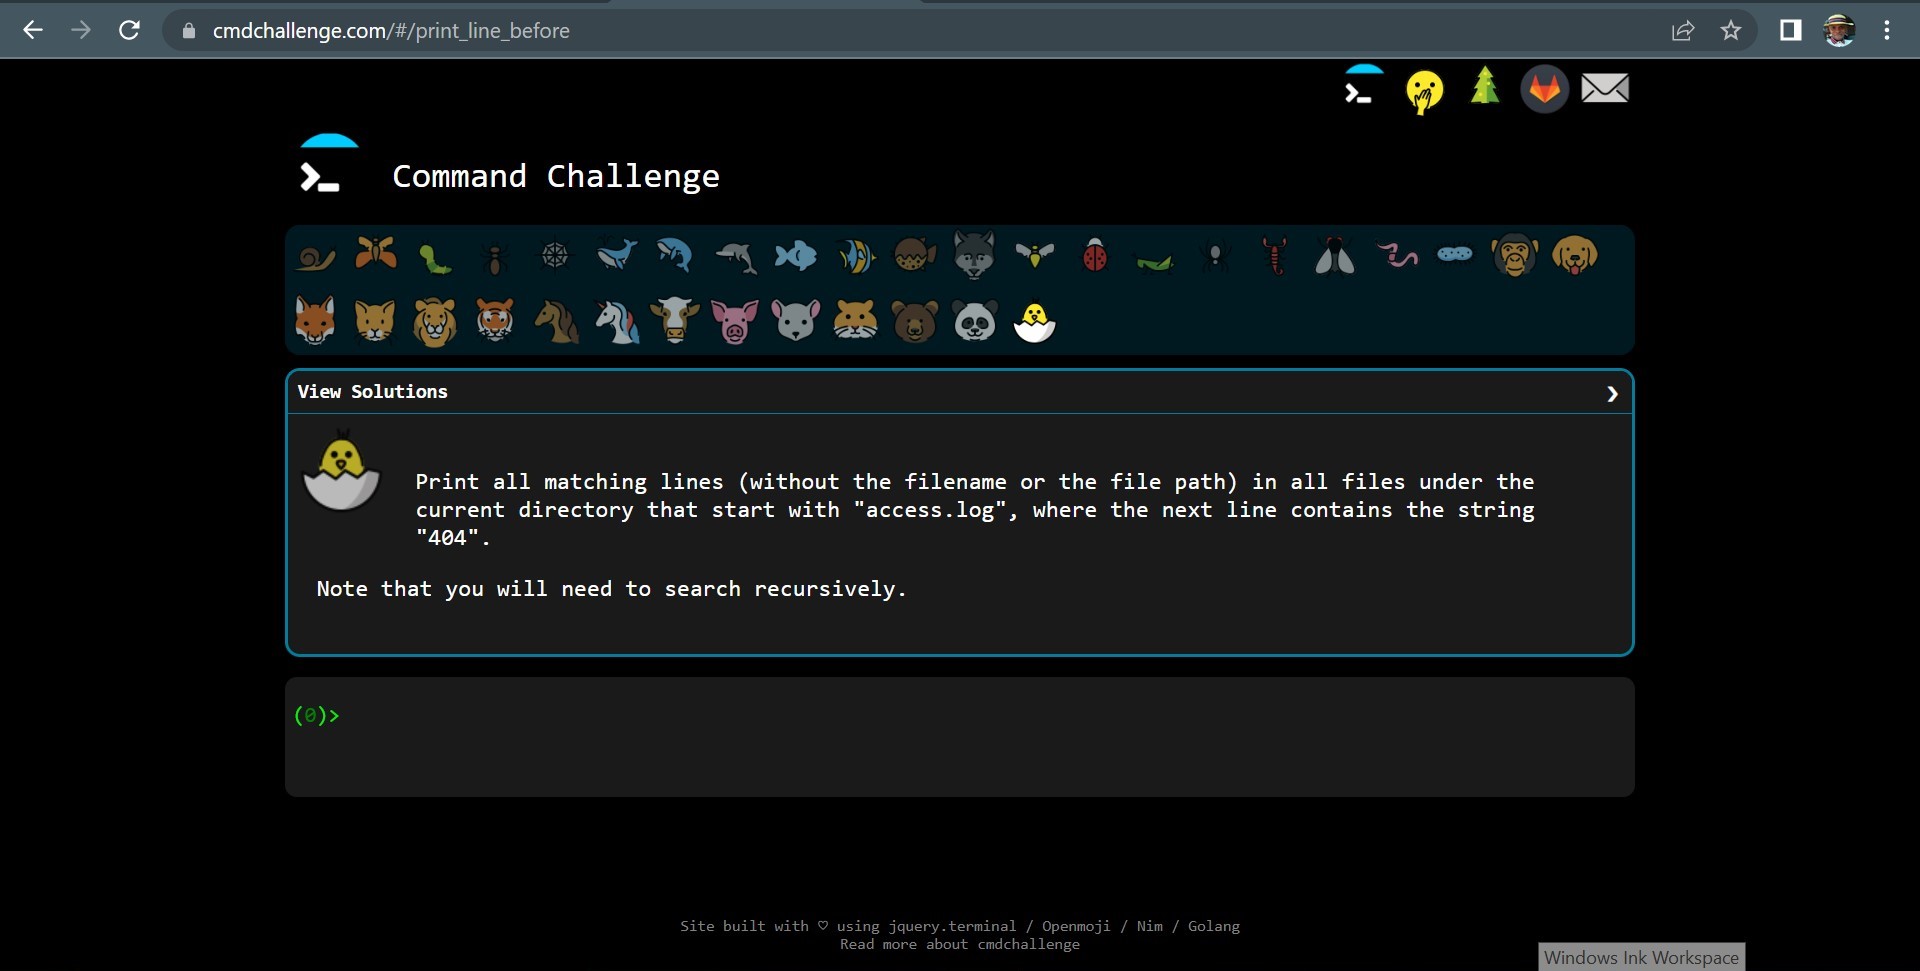 cmdchallenge.com/#/print_line_before
Command Challenge
View Solutions
Print all matching lines (without the filename or the file path) in all files under the
current directory that start with "access.log", where the next line contains the string
"404".
Note that you will need to search recursively.
(0)>
Site built with ♡ using jquery.terminal / Openmoji / Nim / Golang
Read more about cmdchallenge
Windows Ink Workspace